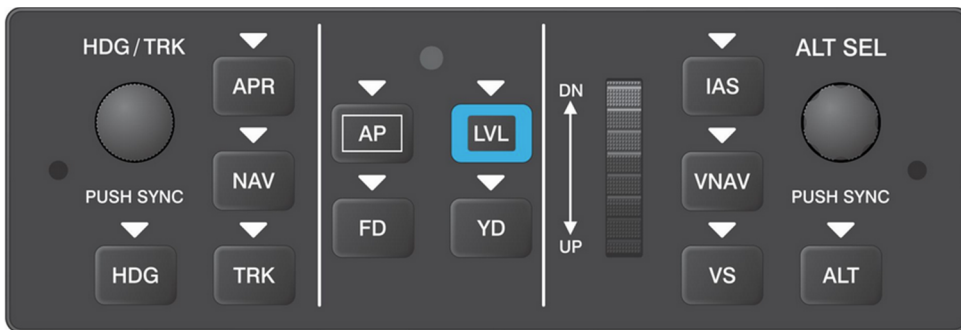 HDG / TRK
APR
NAV
PUSH SYNC
HDG
TRK
AP
LVL
FD
YD
DN
UP
IAS
VNAV
VS
ALT SEL
PUSH SYNC
ALT